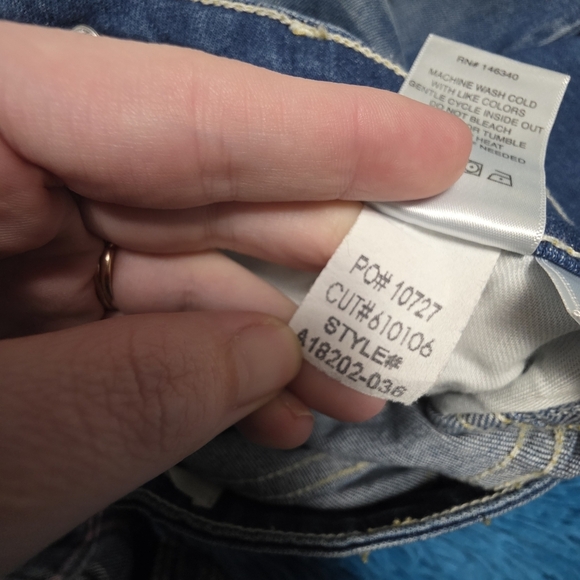 RN# 146340
MACHINE WASH COLD
WITH LIKE COLORS
GENTLE CYCLE INSIDE OUT
DO NOT BLEACH
OR TUMBLE
HEAT
NEEDED
PO# 10727
CUT#610106
STYLE#
A18202-036